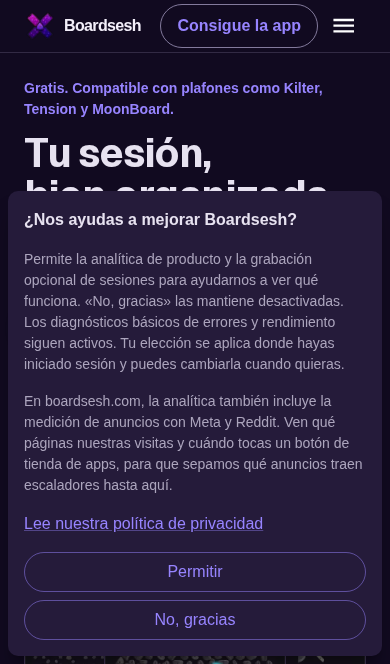 Boardsesh
Consigue la app
Gratis. Compatible con plafones como Kilter,
Tension y MoonBoard.
Tu sesión,
bien organizada
¿Nos ayudas a mejorar Boardsesh?
Permite la analítica de producto y la grabación
opcional de sesiones para ayudarnos a ver qué
funciona. «No, gracias» las mantiene desactivadas.
Los diagnósticos básicos de errores y rendimiento
siguen activos. Tu elección se aplica donde hayas
iniciado sesión y puedes cambiarla cuando quieras.
En boardsesh.com, la analítica también incluye la
medición de anuncios con Meta y Reddit. Ven qué
páginas nuestras visitas y cuándo tocas un botón de
tienda de apps, para que sepamos qué anuncios traen
escaladores hasta aquí.
Lee nuestra política de privacidad
Permitir
No, gracias